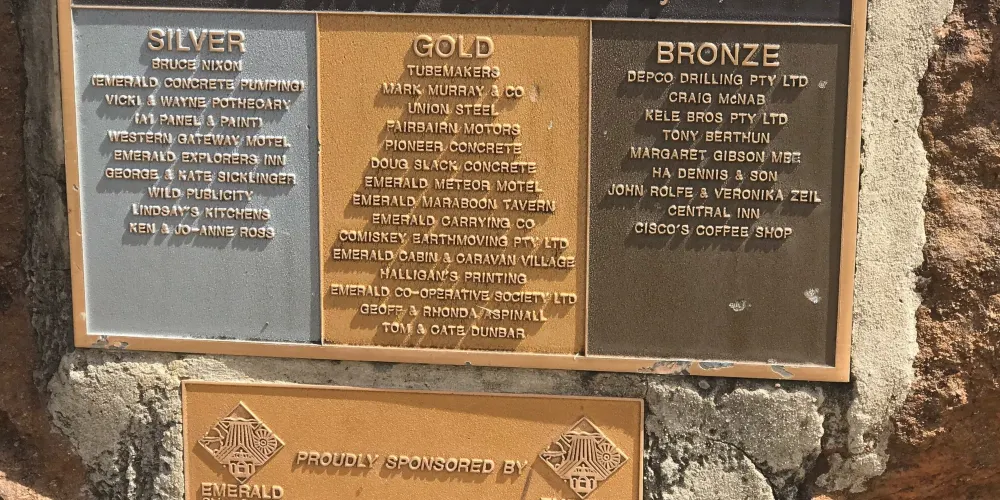 SILVER
BRUCE NIXON
(EMERALD CONCRETE PUMPING)
VICKI & WAYNE POTHECARY
(A1 PANEL & PAINT)
WESTERN GATEWAY MOTEL
EMERALD EXPLORERS INN
GEORGE & KATE SICKLINGER
WILD PUBLICITY
LINDSAY'S KITCHENS
KEN & JO-ANNE ROSS
GOLD
TUBEMAKERS
MARK MURRAY & CO
UNION STEEL
FAIRBAIRN MOTORS
PIONEER CONCRETE
DOUG SLACK CONCRETE
EMERALD METEOR MOTEL
EMERALD MARABOON TAVERN
EMERALD CARRYING CO
COMISKEY EARTHMOVING PTY LTD
EMERALD CABIN & CARAVAN VILLAGE
HALLIGAN'S PRINTING
EMERALD CO-OPERATIVE SOCIETY LTD
GEOFF & RHONDA ASPINALL
TOM & CATE DUNBAR
BRONZE
DEPCO DRILLING PTY LTD
CRAIG McNAB
KELE BROS PTY LTD
TONY BERTHUN
MARGARET GIBSON MBE
HA DENNIS & SON
JOHN ROLFE & VERONIKA ZEIL
CENTRAL INN
CISCO'S COFFEE SHOP
PROUDLY SPONSORED BY
EMERALD